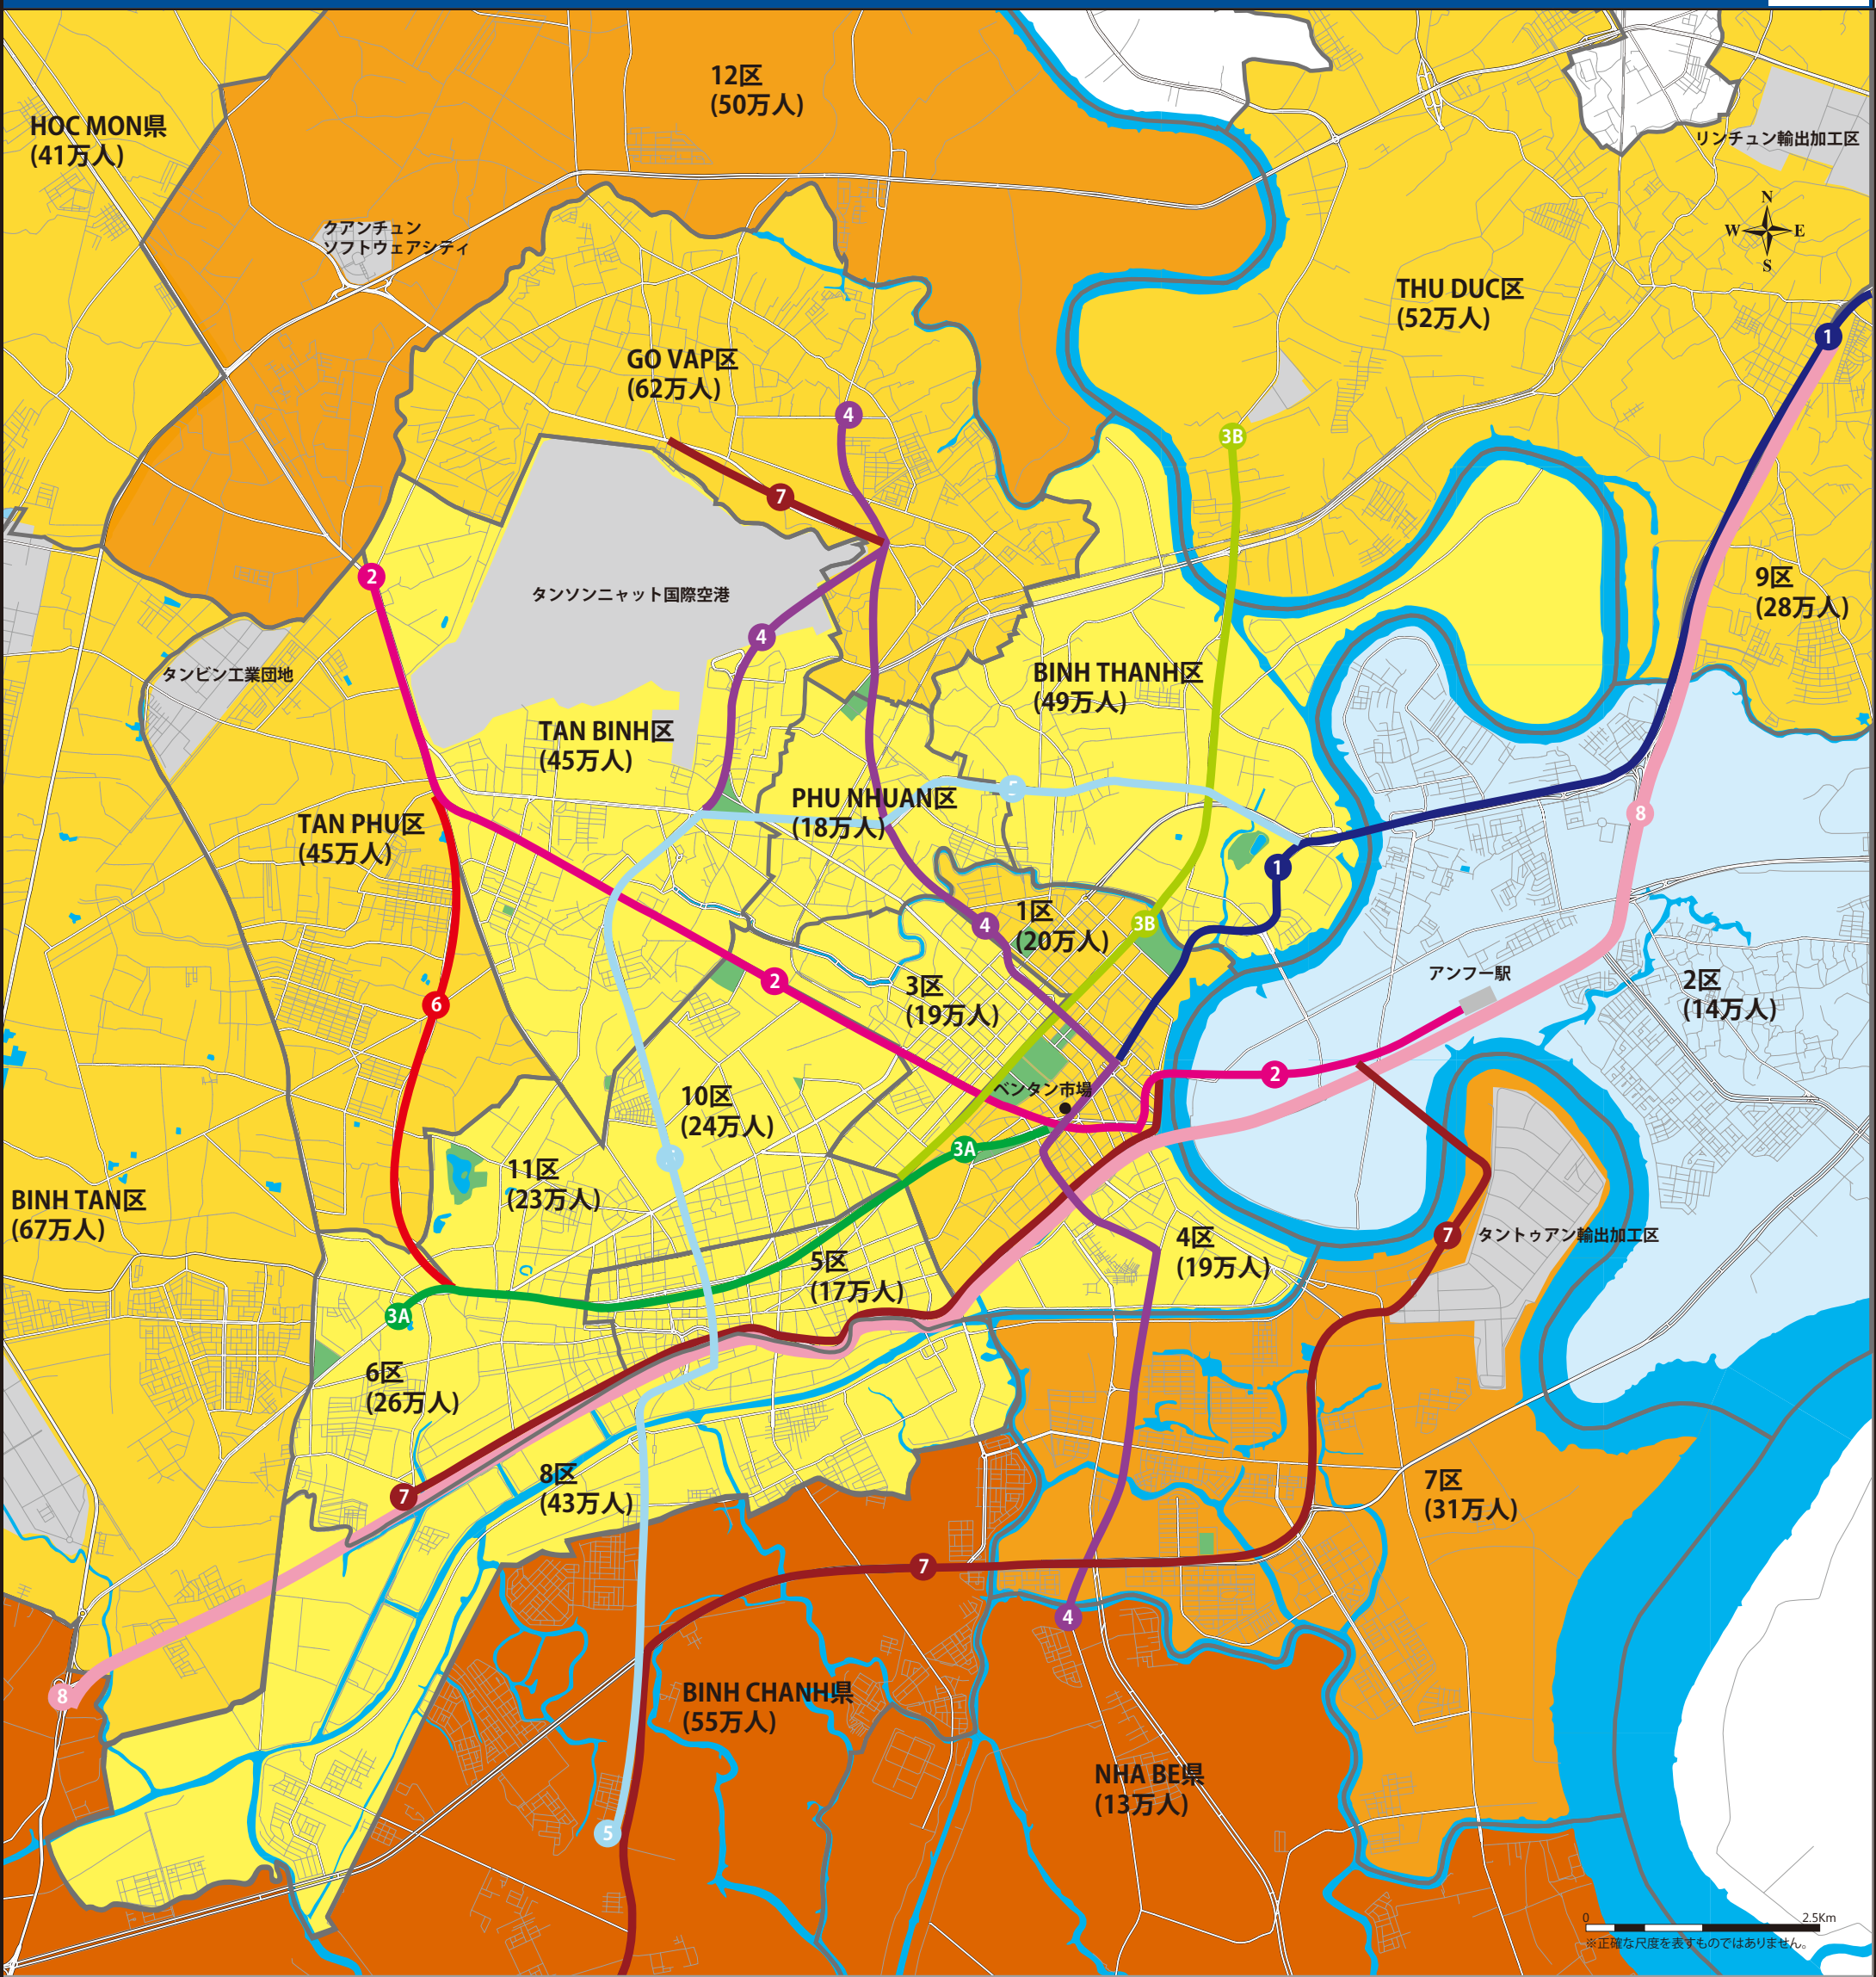 12区
(50万人)
HOC MON県
(41万人)
リンチュン輸出加工区
N
W
E
S
クアンチュン
ソフトウェアシティ
THU DUC区
(52万人)
1
GO VAP区
(62万人)
4
3B
7
2
タンソンニャット国際空港
9区
(28万人)
4
タンビン工業団地
BINH THANH区
(49万人)
TAN BINH区
(45万人)
5
PHU NHUAN区
(18万人)
8
TAN PHU区
(45万人)
1
1区
(20万人)
4
3B
アンフー駅
2
3区
(19万人)
2区
(14万人)
6
2
ベンタン市場
10区
(24万人)
3A
5
11区
(23万人)
BINH TAN区
(67万人)
7
タントゥアン輸出加工区
4区
(19万人)
5区
(17万人)
3A
6区
(26万人)
8区
(43万人)
7
7区
(31万人)
7
4
8
BINH CHANH県
(55万人)
NHA BE県
(13万人)
5
0
2.5Km
※正確な尺度を表すものではありません。